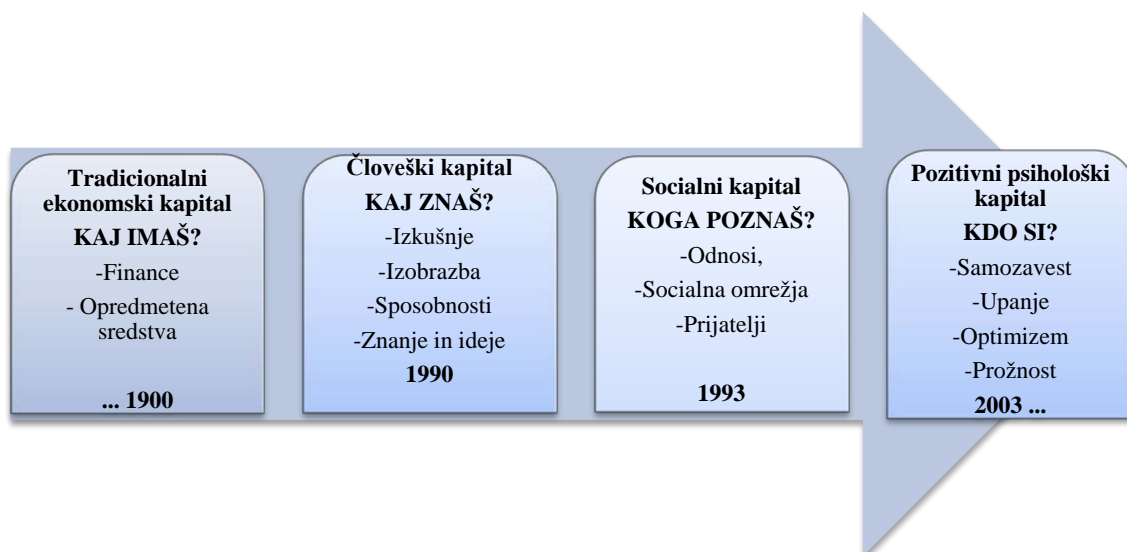 Tradicionalni
ekonomski kapital
KAJ IMAŠ?
-Finance
- Opredmetena
sredstva
... 1900
Človeški kapital
KAJ ZNAŠ?
-Izkušnje
-Izobrazba
-Sposobnosti
-Znanje in ideje
1990
Socialni kapital
KOGA POZNAŠ?
-Odnosi,
-Socialna omrežja
-Prijatelji
1993
Pozitivni psihološki
kapital
KDO SI?
-Samozavest
-Upanje
-Optimizem
-Prožnost
2003 ...